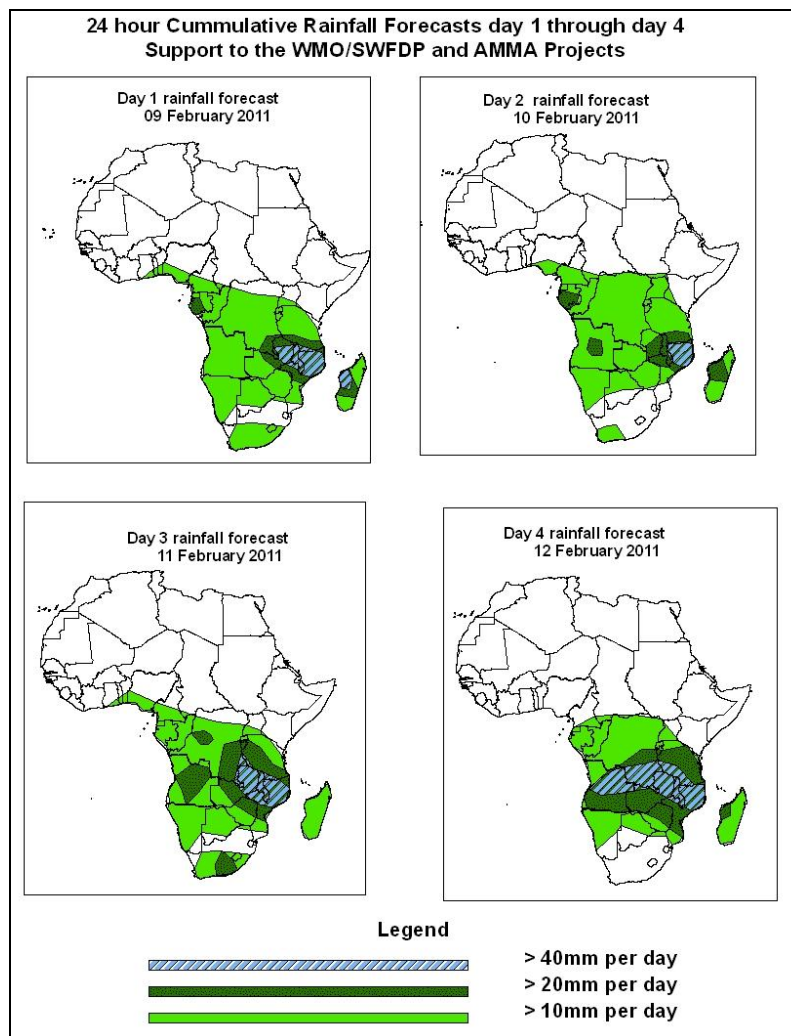 24 hour Cummulative Rainfall Forecasts day 1 through day 4
Support to the WMO/SWFDP and AMMA Projects
Day 1 rainfall forecast
09 February 2011
Day 2 rainfall forecast
10 February 2011
Day 3 rainfall forecast
11 February 2011
Day 4 rainfall forecast
12 February 2011
Legend
> 40mm per day
> 20mm per day
> 10mm per day